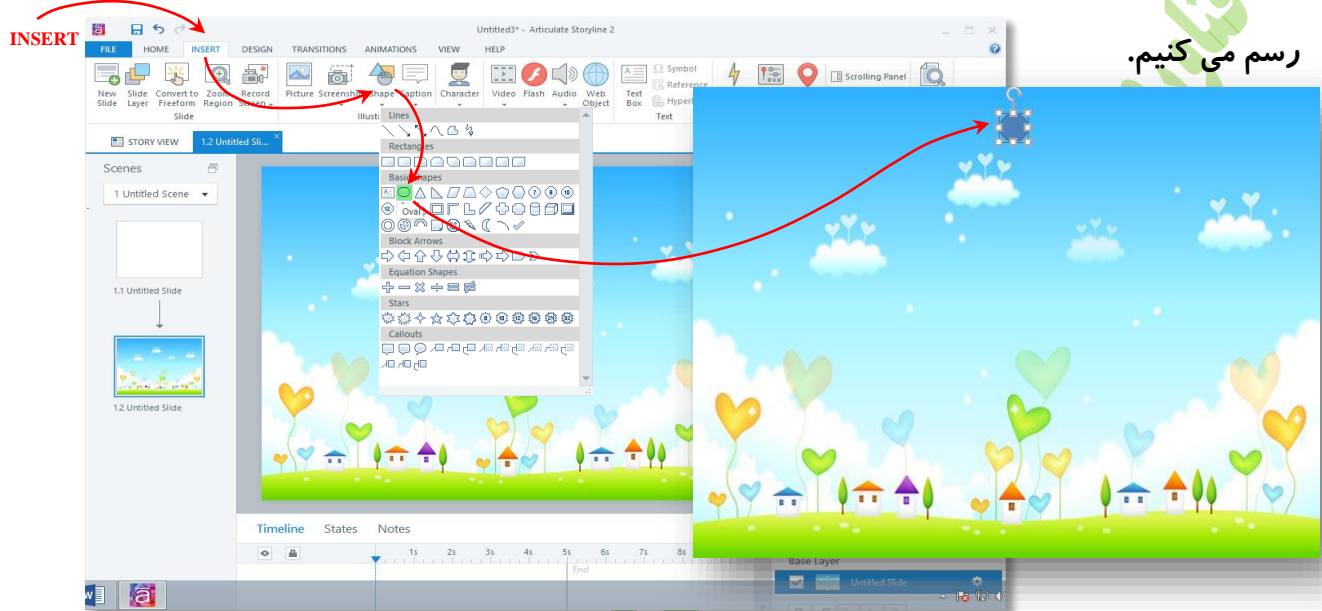 رسم می کنیم.
INSERT
Untitled3* - Articulate Storyline 2
FILE HOME INSERT DESIGN TRANSITIONS ANIMATIONS VIEW HELP
New Slide
Slide Layer
Convert to Freeform
Zoom Region
Record Screen
Picture
Screenshot
Shape
Caption
Character
Video
Flash
Audio
Web Object
Text Box
Symbol
Reference
Scrolling Panel
Slide
Text
STORY VIEW
1.2 Untitled Sli...
Scenes
1 Untitled Scene
1.1 Untitled Slide
1.2 Untitled Slide
Lines
Rectangles
Basic Shapes
Oval
Block Arrows
Equation Shapes
Stars
Callouts
Timeline States Notes
1s 2s 3s 4s 5s 6s 7s 8s
End
Base Layer
Untitled Slide